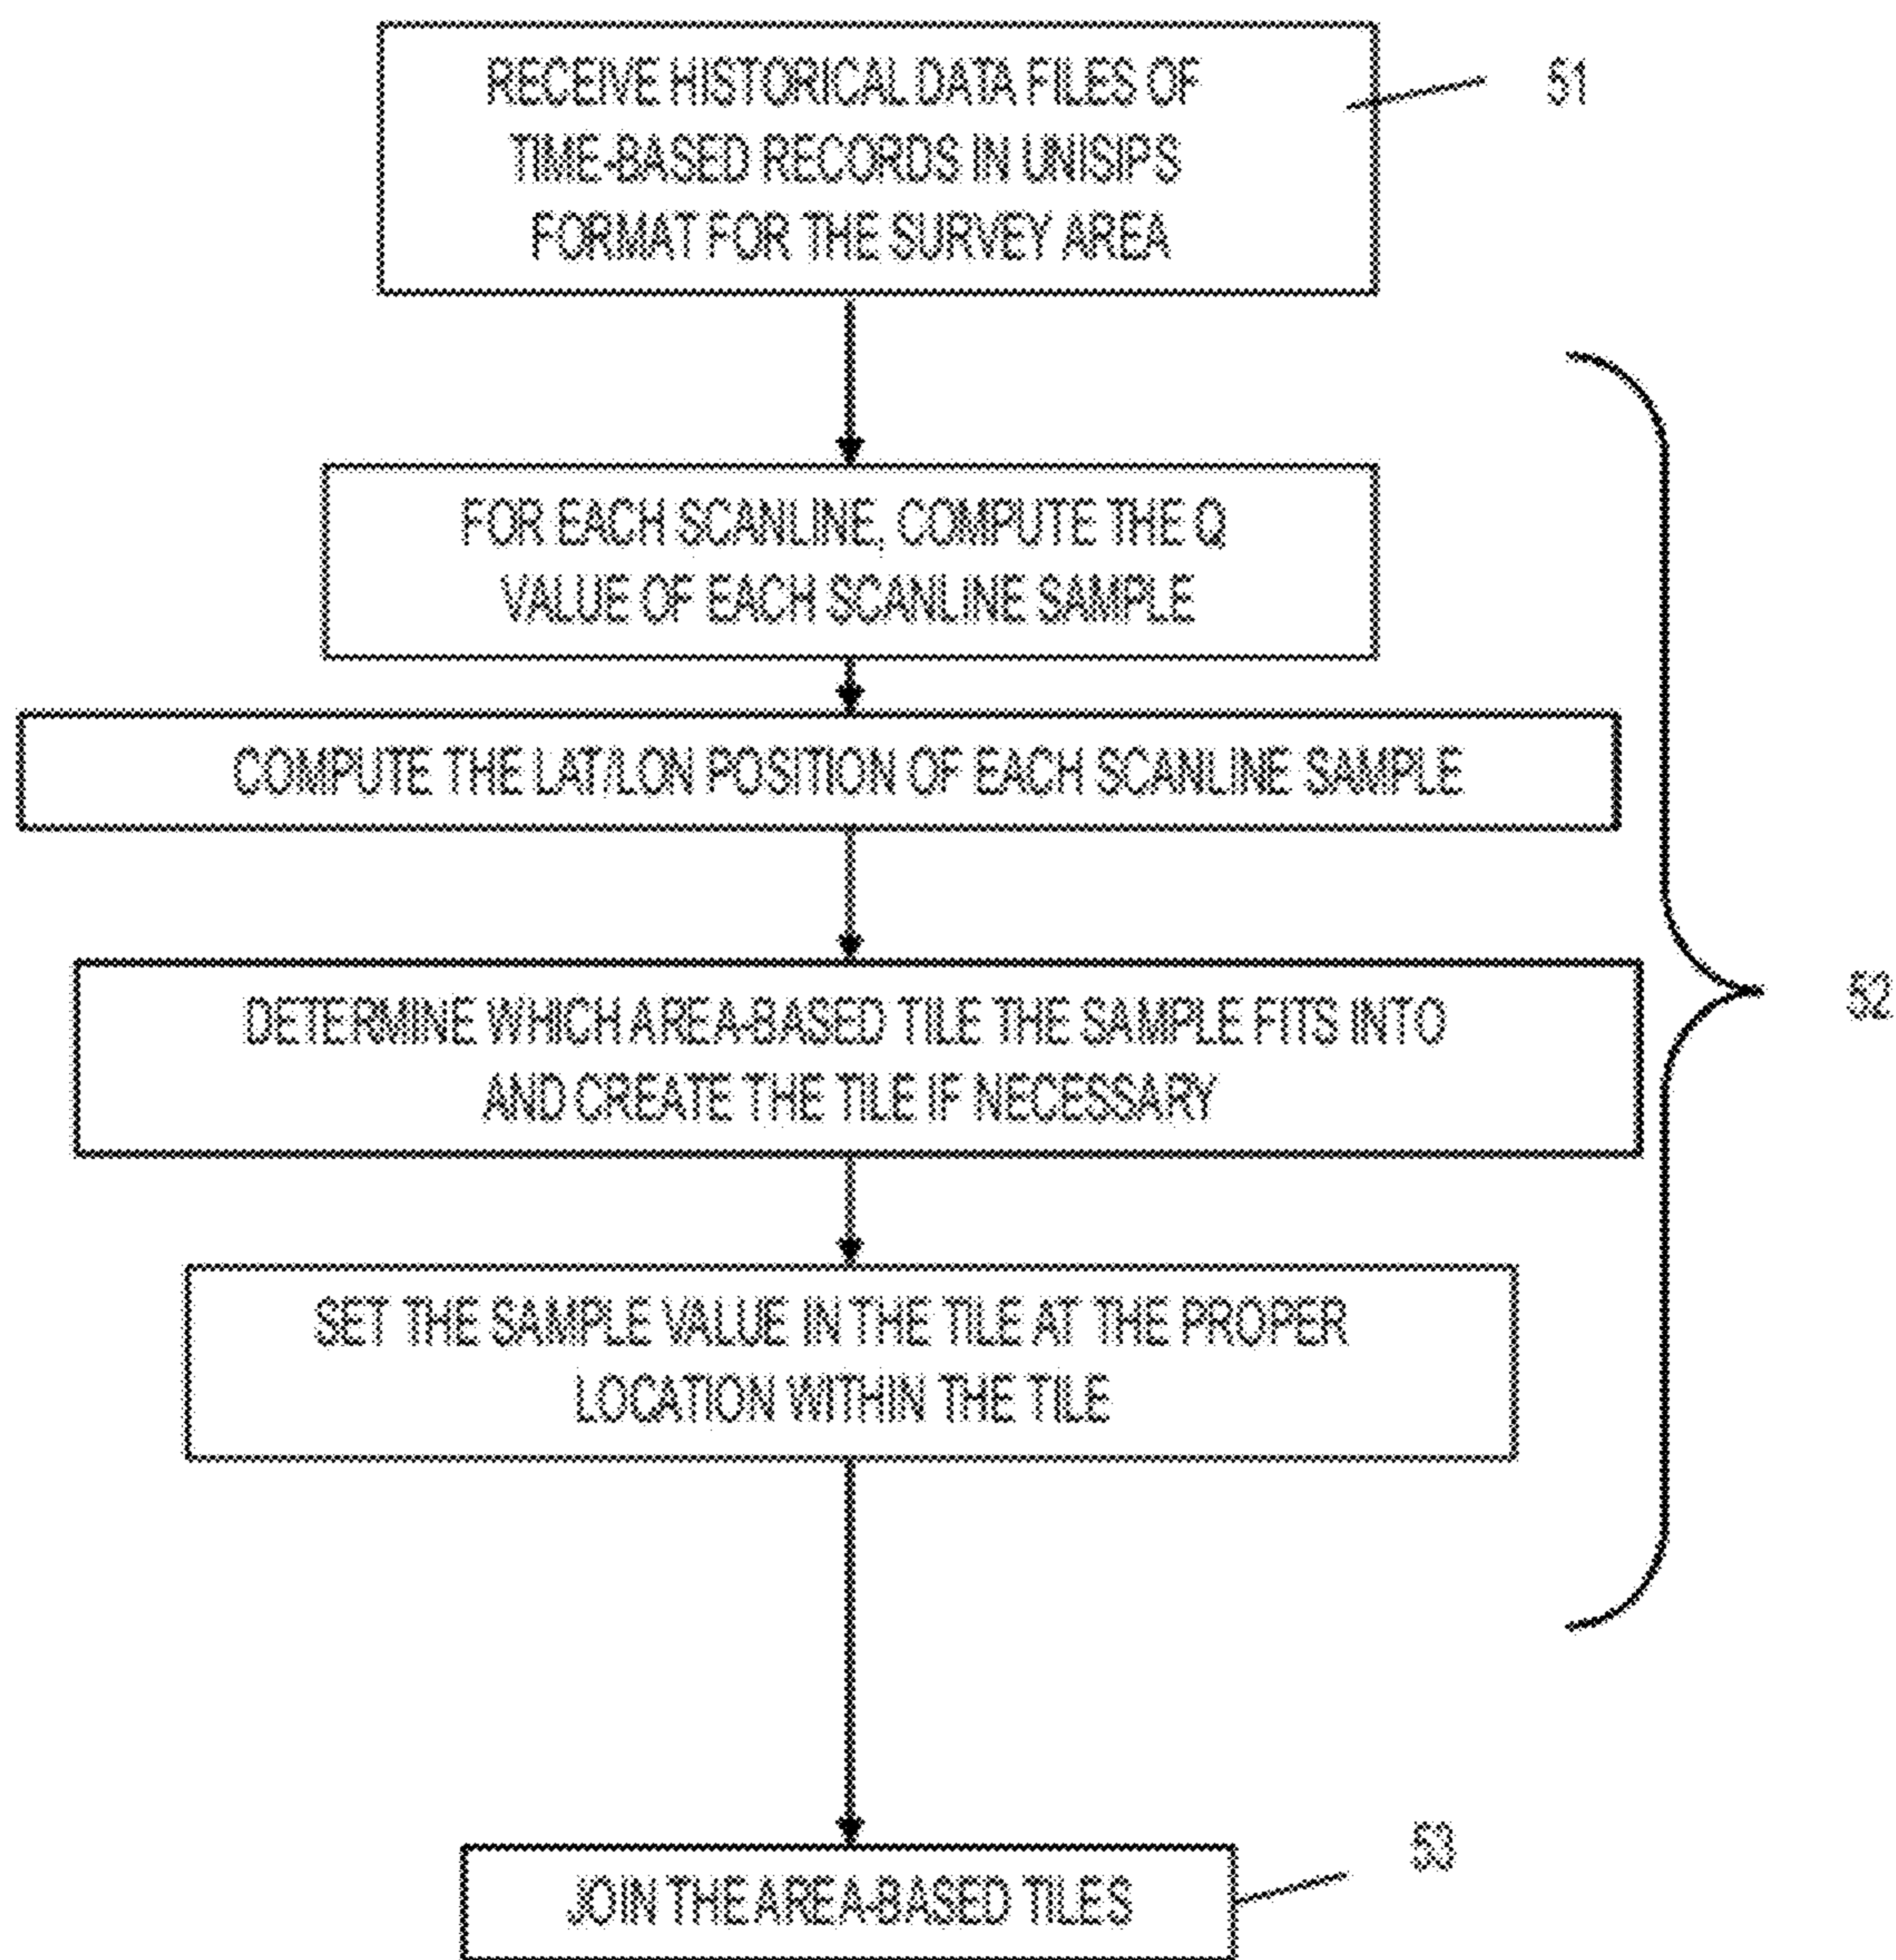 RECEIVE HISTORICAL DATA FILES OF
TIME-BASED RECORDS IN UNISIPS
FORMAT FOR THE SURVEY AREA
51
FOR EACH SCANLINE, COMPUTE THE Q
VALUE OF EACH SCANLINE SAMPLE
COMPUTE THE LAT/LON POSITION OF EACH SCANLINE SAMPLE
DETERMINE WHICH AREA-BASED TILE THE SAMPLE FITS INTO
AND CREATE THE TILE IF NECESSARY
52
SET THE SAMPLE VALUE IN THE TILE AT THE PROPER
LOCATION WITHIN THE TILE
53
JOIN THE AREA-BASED TILES